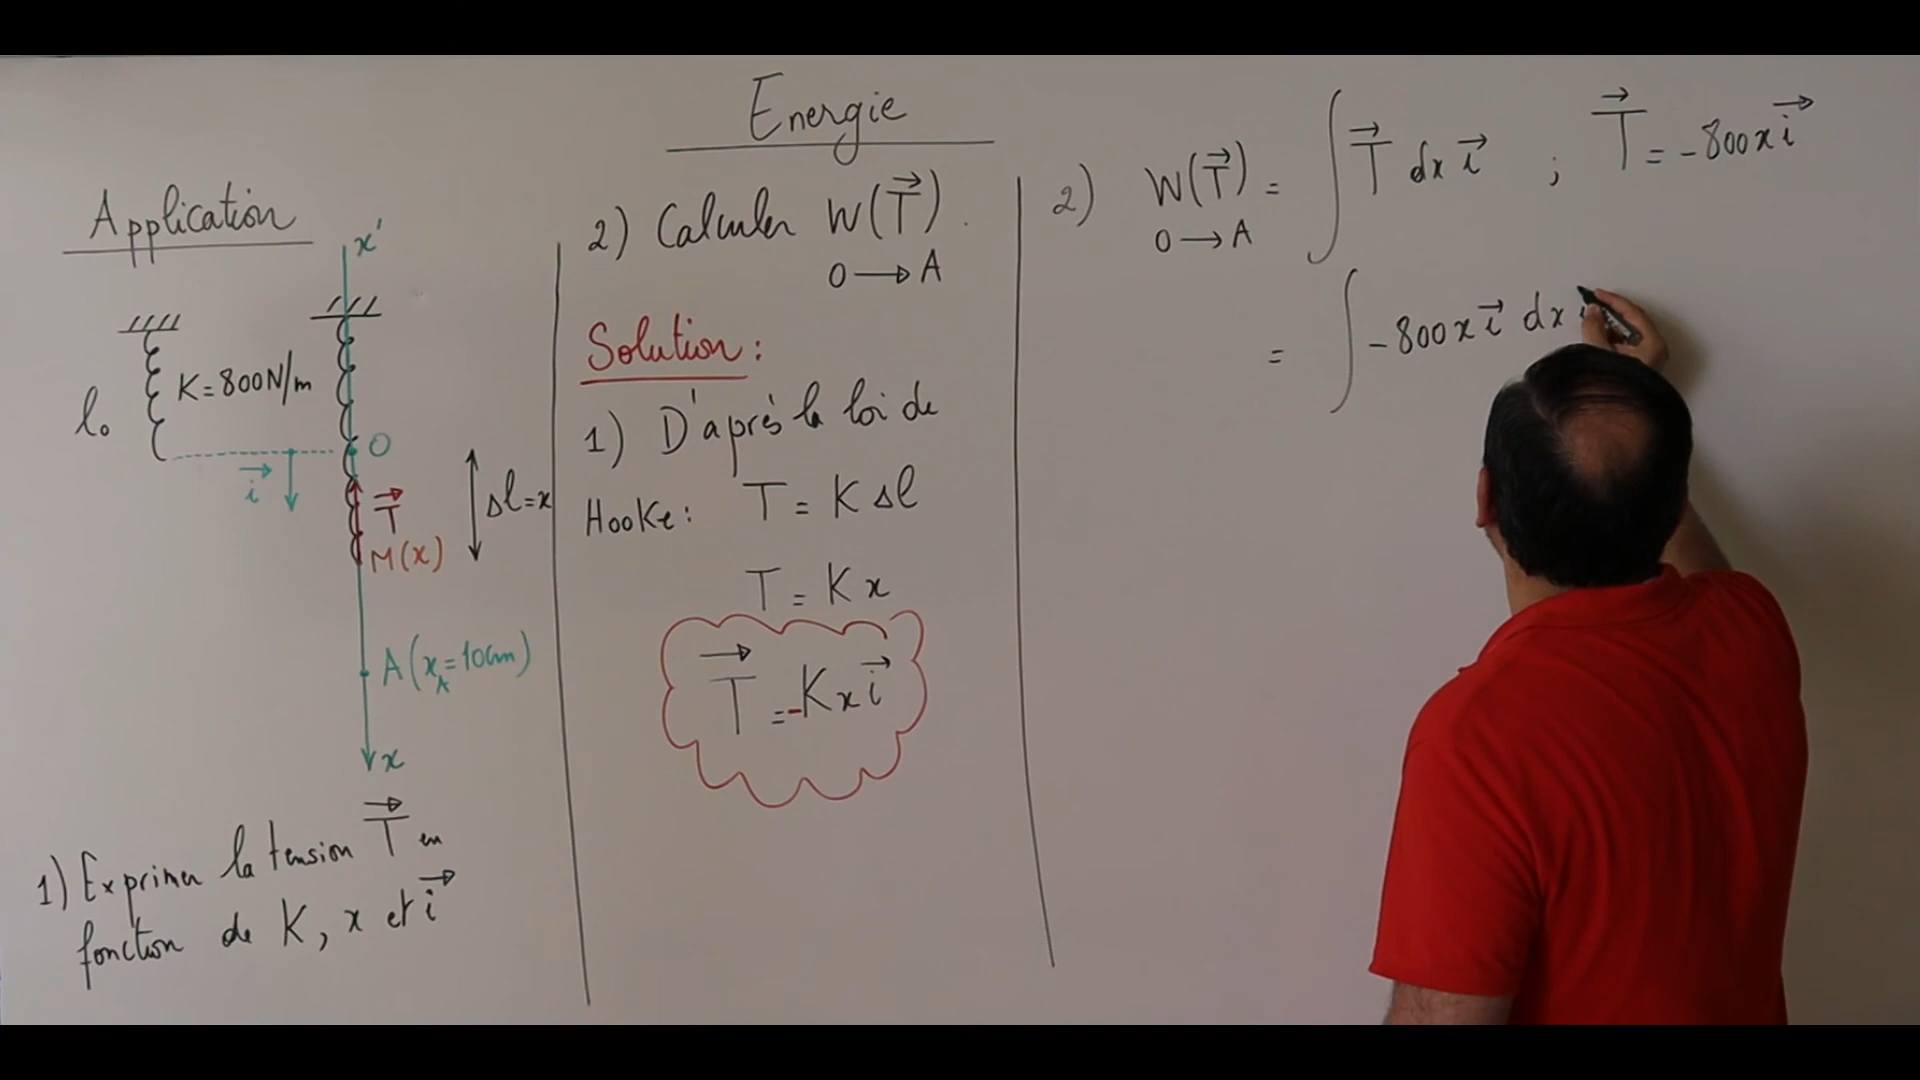 Energie
Application
x'
l₀
K=800N/m
O
i⃗
T⃗
Δl=x
M(x)
A(x_A=10cm)
x
1) Exprimer la tension T⃗ en
fonction de K, x et i⃗
2) Calculer W(T⃗).
O→A
Solution:
1) D'après la loi de
Hooke: T = K Δl
T = K x
T⃗ = -K x i⃗
2) W(T⃗) = ∫ T⃗ dx i⃗ ; T⃗ = -800 x i⃗
O→A
= ∫ -800 x i⃗ dx i